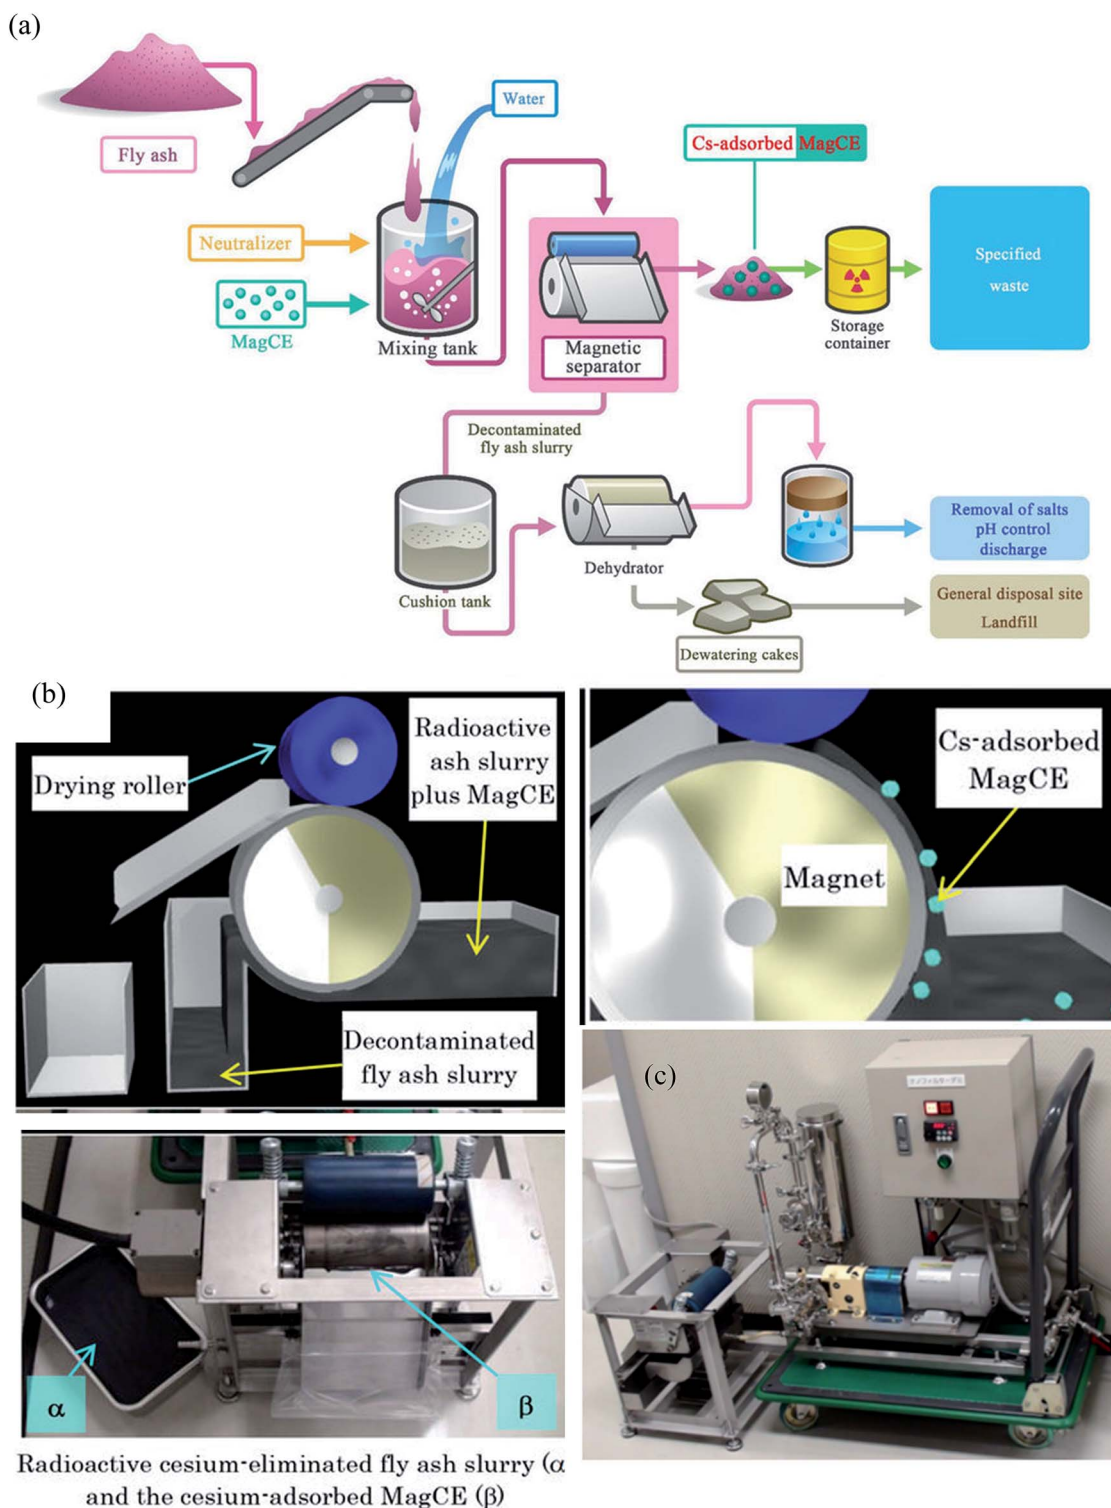 (a)
Water
Fly ash
Cs-adsorbed MagCE
Neutralizer
Specified
waste
MagCE
Mixing tank
Magnetic
separator
Storage
container
Decontaminated
fly ash slurry
Removal of salts
pH control
discharge
Dehydrator
Cushion tank
General disposal site
Landfill
Dewatering cakes
(b)
Radioactive
ash slurry
plus MagCE
Drying roller
Cs-adsorbed
MagCE
Magnet
Decontaminated
fly ash slurry
(c)
α
β
Radioactive cesium-eliminated fly ash slurry (α
and the cesium-adsorbed MagCE (β)